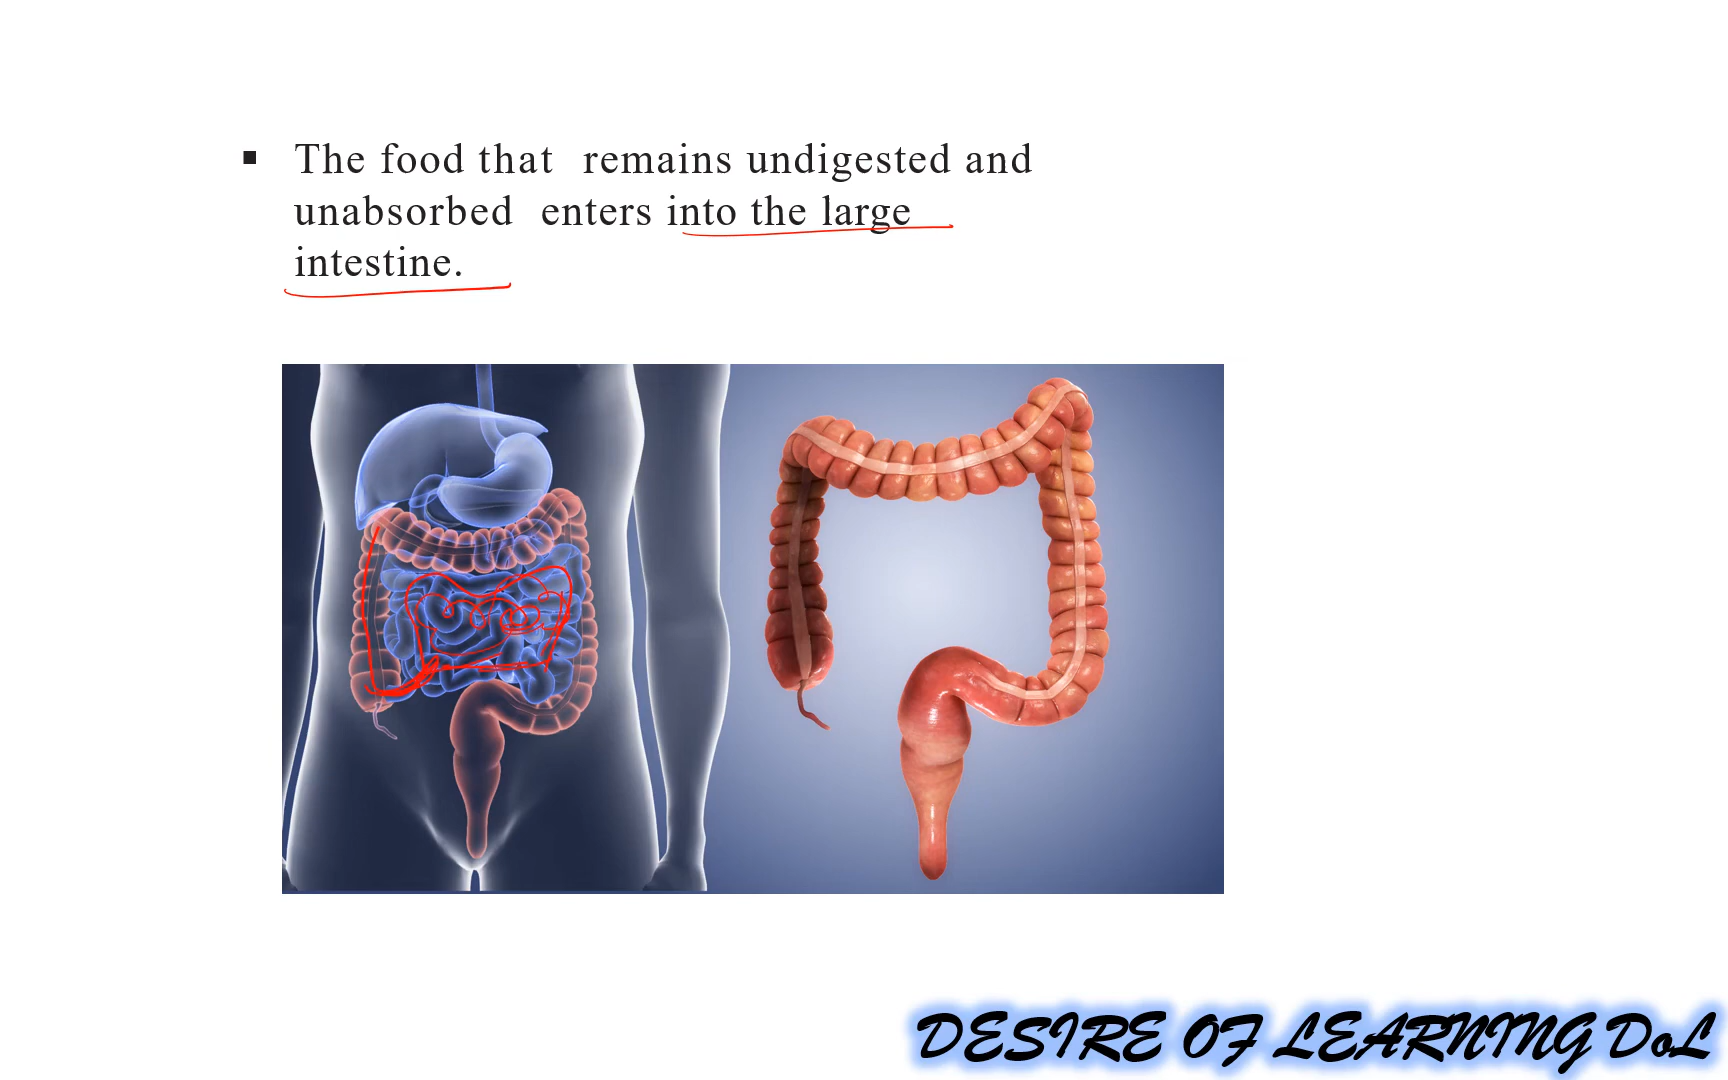 ▪ The food that remains undigested and
unabsorbed enters into the large
intestine.
DESIRE OF LEARNING DoL